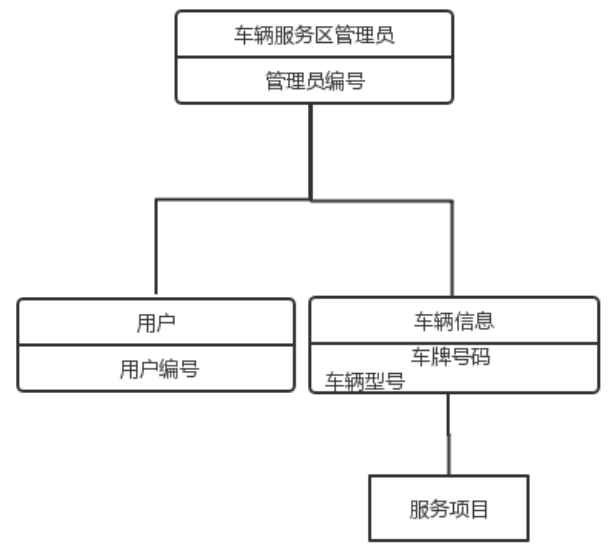 车辆服务区管理员
管理员编号
用户
用户编号
车辆信息
车牌号码
车辆型号
服务项目